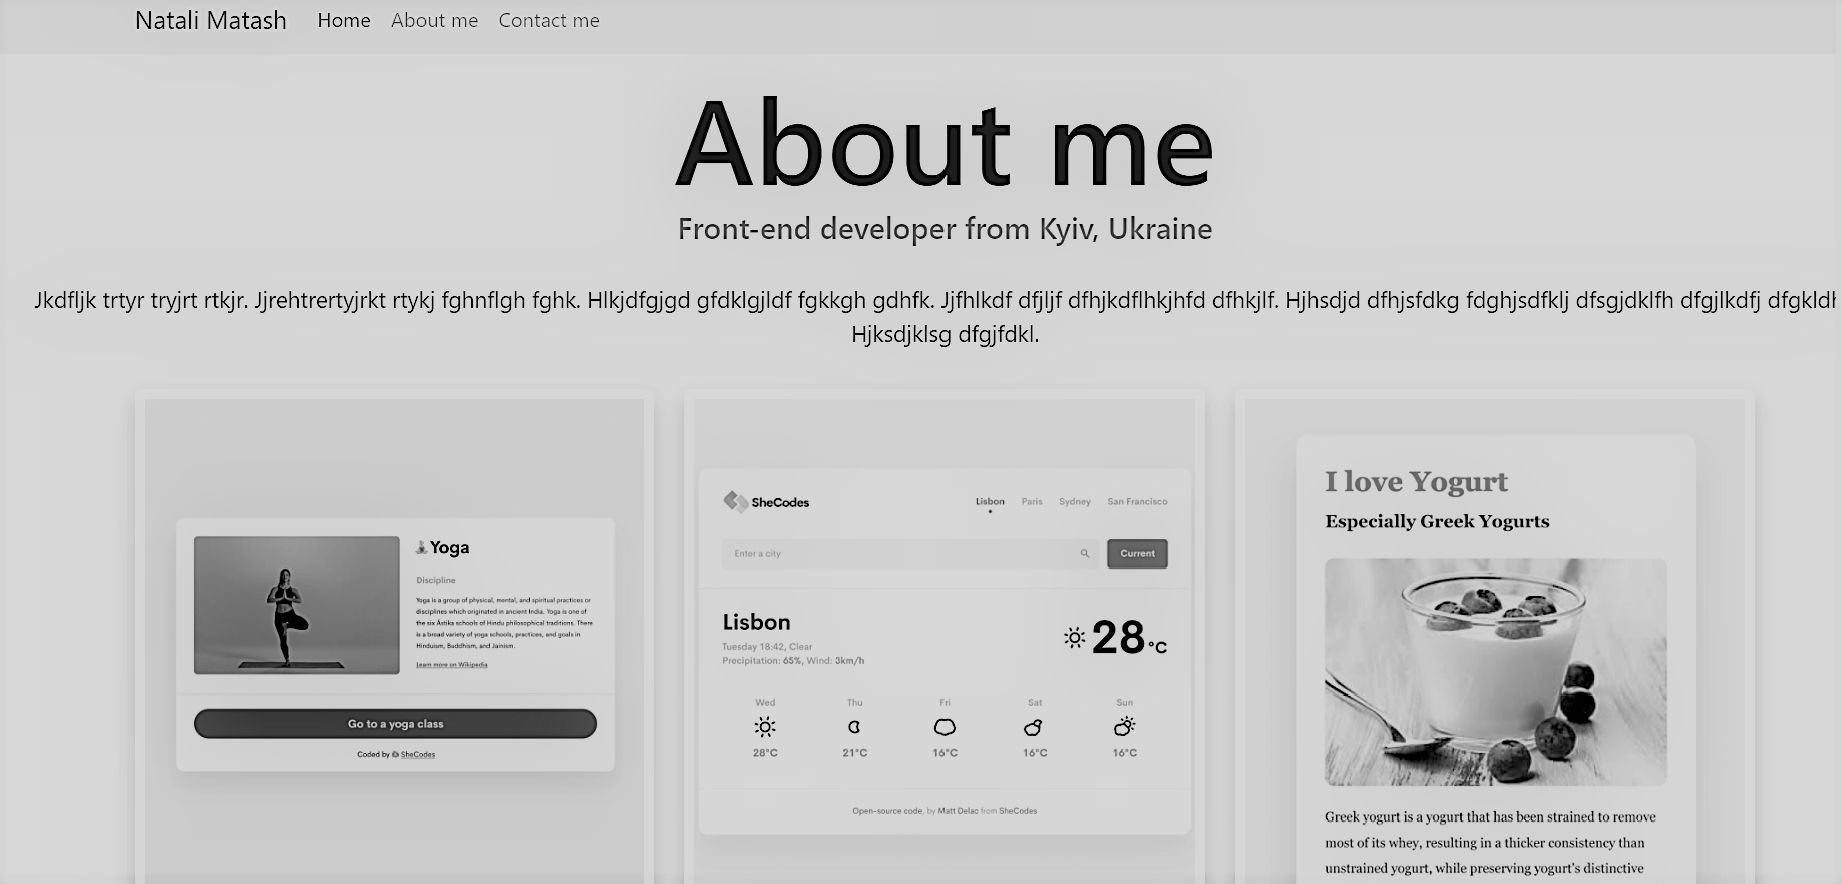 Natali Matash Home About me Contact me
About me
Front-end developer from Kyiv, Ukraine
Jkdfljk trtyr tryjrt rtkjr. Jjrehtrertyjrkt rtykj fghnflgh fghk. Hlkjdfgjgd gfdklgjldf fgkkgh gdhfk. Jjfhlkdf dfjljf dfhjkdflhkjhfd dfhkjlf. Hjhsdjd dfhjsfdkg fdghjsdfklj dfsgjdklfh dfgjlkdfj
Hjksdjklsg dfgjfdkl.
Yoga
Discipline
Yoga is a group of physical, mental, and spiritual practices or
disciplines which originated in ancient India. Yoga is one of
the six Āstika schools of Hindu philosophical traditions. There
is a broad variety of yoga schools, practices, and goals in
Hinduism, Buddhism, and Jainism.
Learn more on Wikipedia
Go to a yoga class
Coded by SheCodes
SheCodes Lisbon Paris Sydney San Francisco
Enter a city Current
Lisbon
Tuesday 18:42, Clear
Precipitation: 65%, Wind: 3km/h
28 °C
Wed Thu Fri Sat Sun
28°C 21°C 16°C 16°C 16°C
Open-source code, by Matt Delac from SheCodes
I love Yogurt
Especially Greek Yogurts
Greek yogurt is a yogurt that has been strained to remove
most of its whey, resulting in a thicker consistency than
unstrained yogurt, while preserving yogurt's distinctive